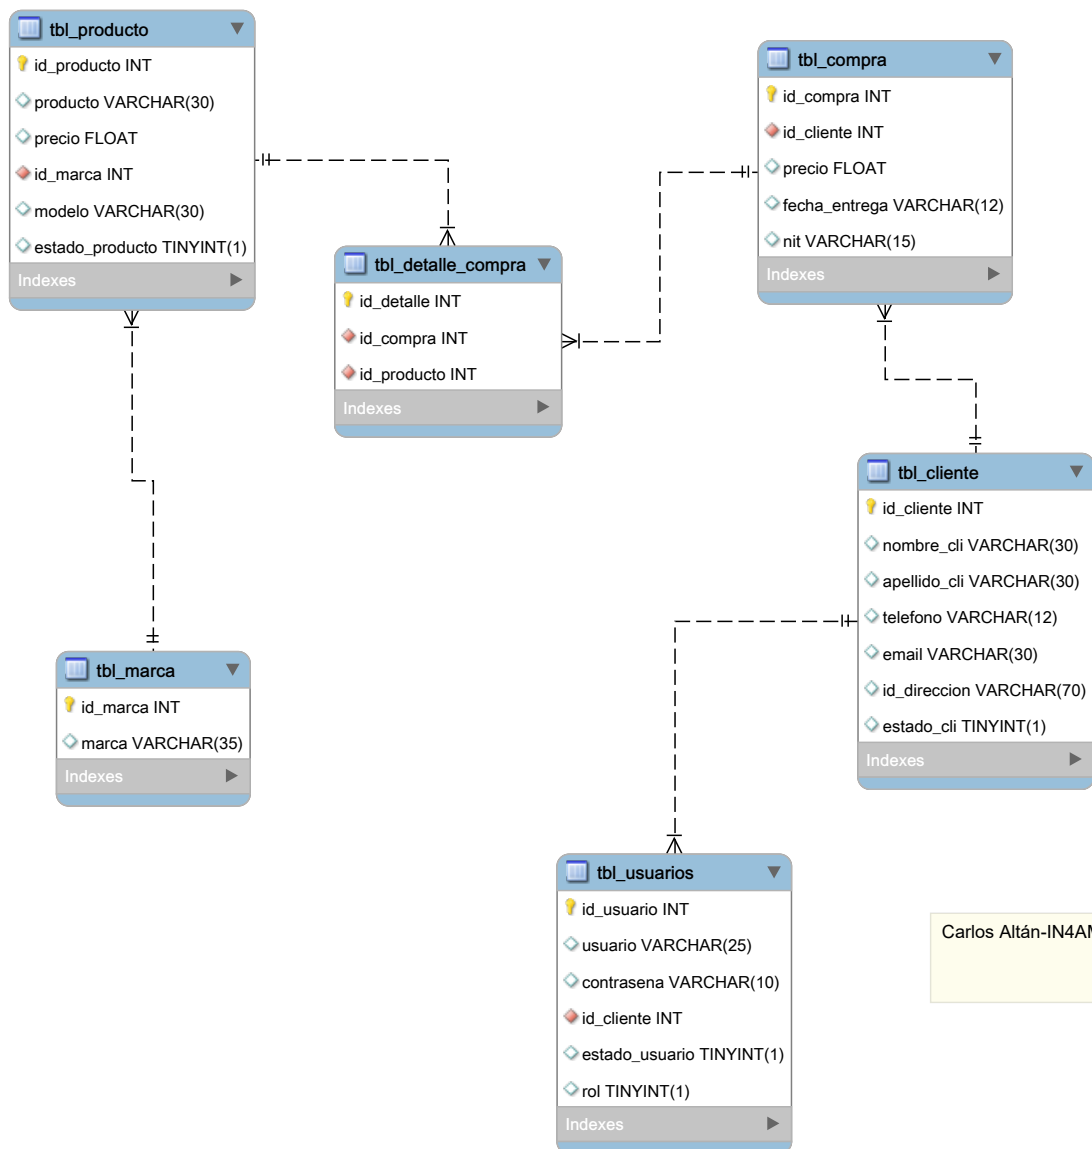 tbl_producto
id_producto INT
producto VARCHAR(30)
precio FLOAT
id_marca INT
modelo VARCHAR(30)
estado_producto TINYINT(1)
Indexes
tbl_compra
id_compra INT
id_cliente INT
precio FLOAT
fecha_entrega VARCHAR(12)
nit VARCHAR(15)
Indexes
tbl_detalle_compra
id_detalle INT
id_compra INT
id_producto INT
Indexes
tbl_cliente
id_cliente INT
nombre_cli VARCHAR(30)
apellido_cli VARCHAR(30)
telefono VARCHAR(12)
email VARCHAR(30)
id_direccion VARCHAR(70)
estado_cli TINYINT(1)
Indexes
tbl_marca
id_marca INT
marca VARCHAR(35)
Indexes
tbl_usuarios
id_usuario INT
usuario VARCHAR(25)
contrasena VARCHAR(10)
id_cliente INT
estado_usuario TINYINT(1)
rol TINYINT(1)
Indexes
Carlos Altán-IN4AM